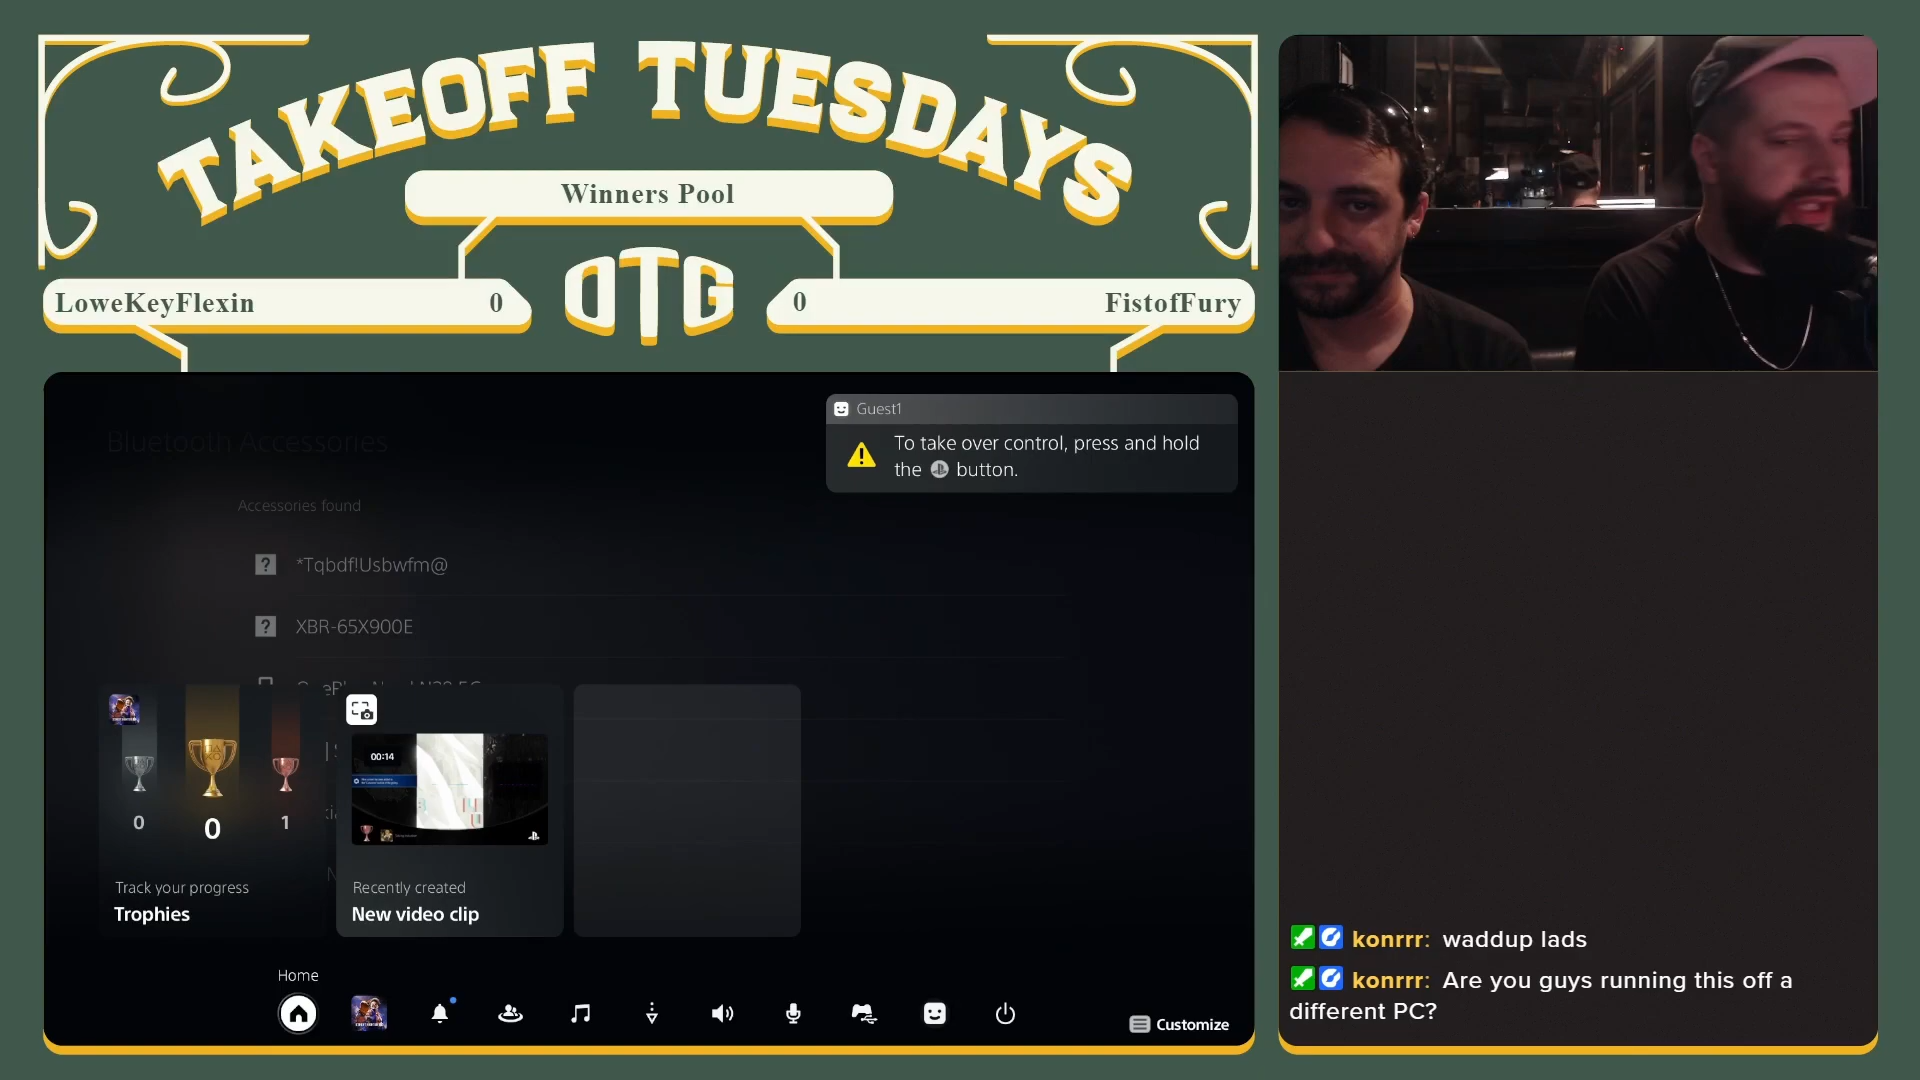 TAKEOFF TUESDAYS
Winners Pool
OTG
LoweKeyFlexin 0
0 FistofFury
Guest1
To take over control, press and hold
the button.
Bluetooth Accessories
Accessories found
*Tqbdf!Usbwfm@
XBR-65X900E
00:14
0
0
1
Track your progress
Trophies
Recently created
New video clip
Home
Customize
konrrr: waddup lads
konrrr: Are you guys running this off a
different PC?